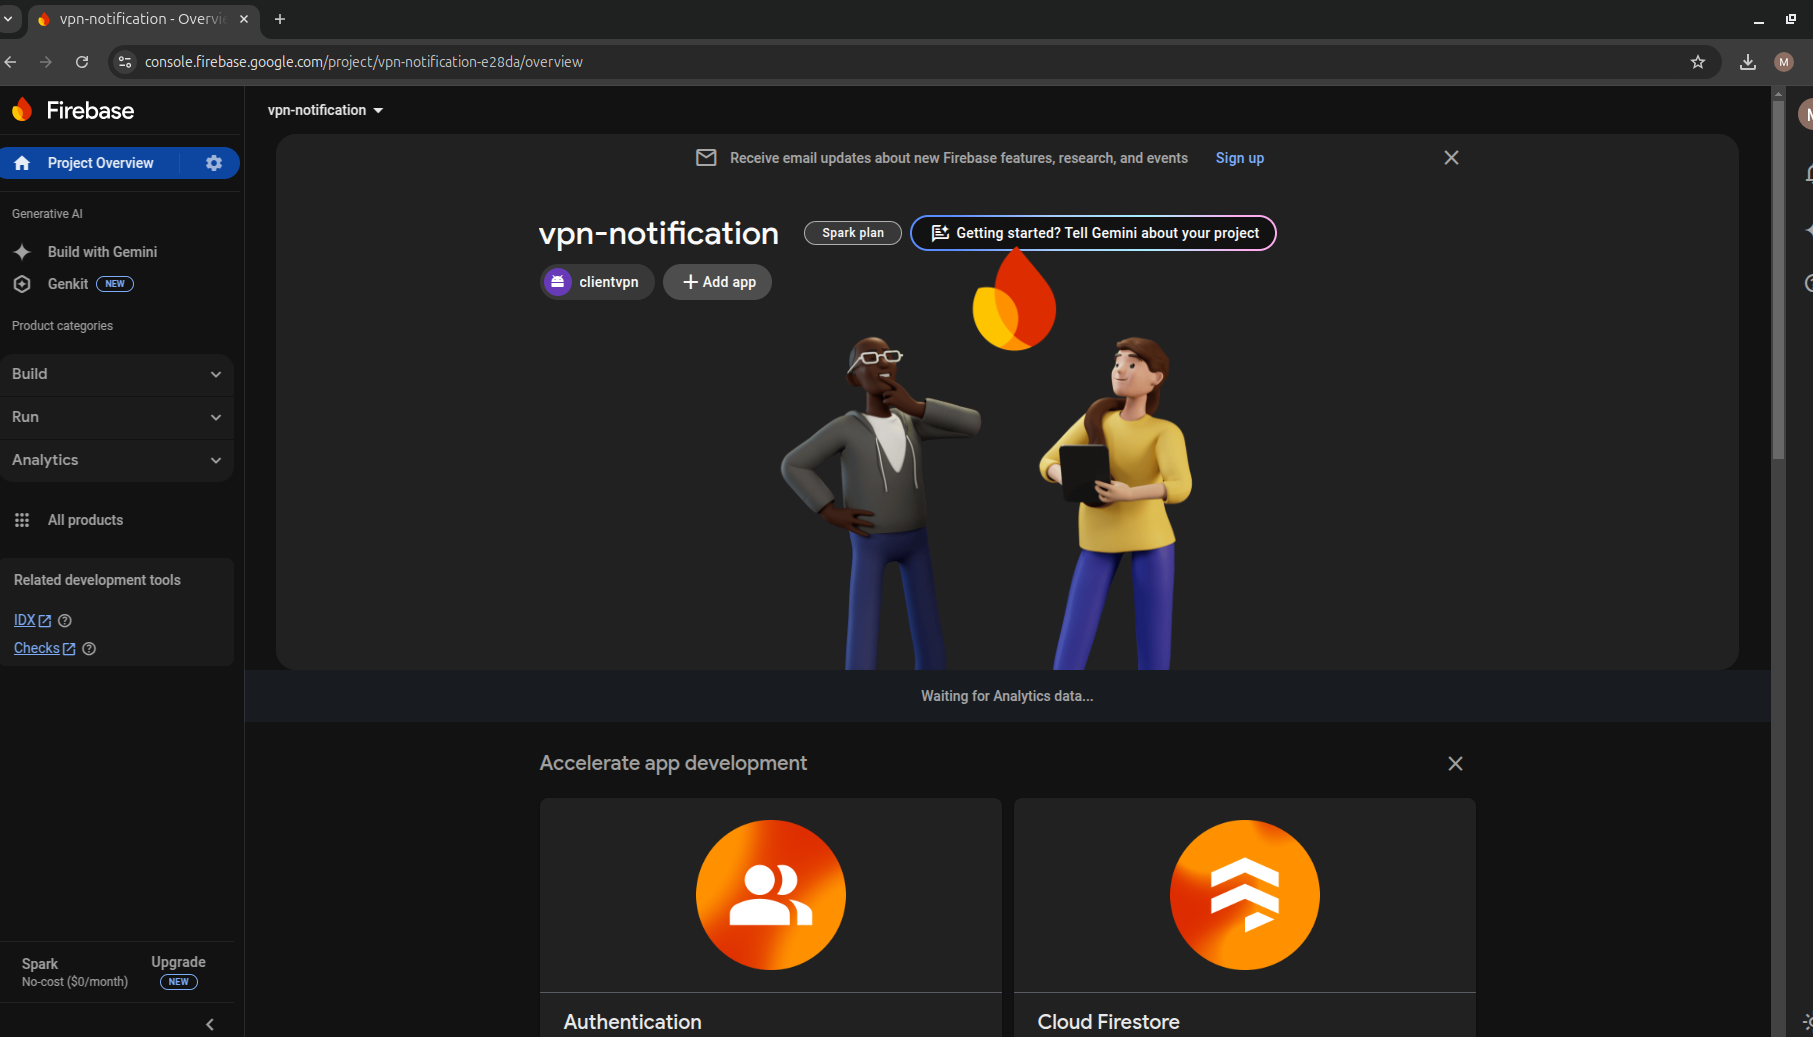 vpn-notification - Overvi
console.firebase.google.com/project/vpn-notification-e28da/overview
M
Firebase
vpn-notification
Project Overview
Receive email updates about new Firebase features, research, and events Sign up
Generative AI
vpn-notification
Spark plan
Getting started? Tell Gemini about your project
Build with Gemini
Genkit NEW
clientvpn
Add app
Product categories
Build
Run
Analytics
All products
Related development tools
IDX
Checks
Waiting for Analytics data...
Accelerate app development
Spark
No-cost ($0/month)
Upgrade
NEW
Authentication
Cloud Firestore